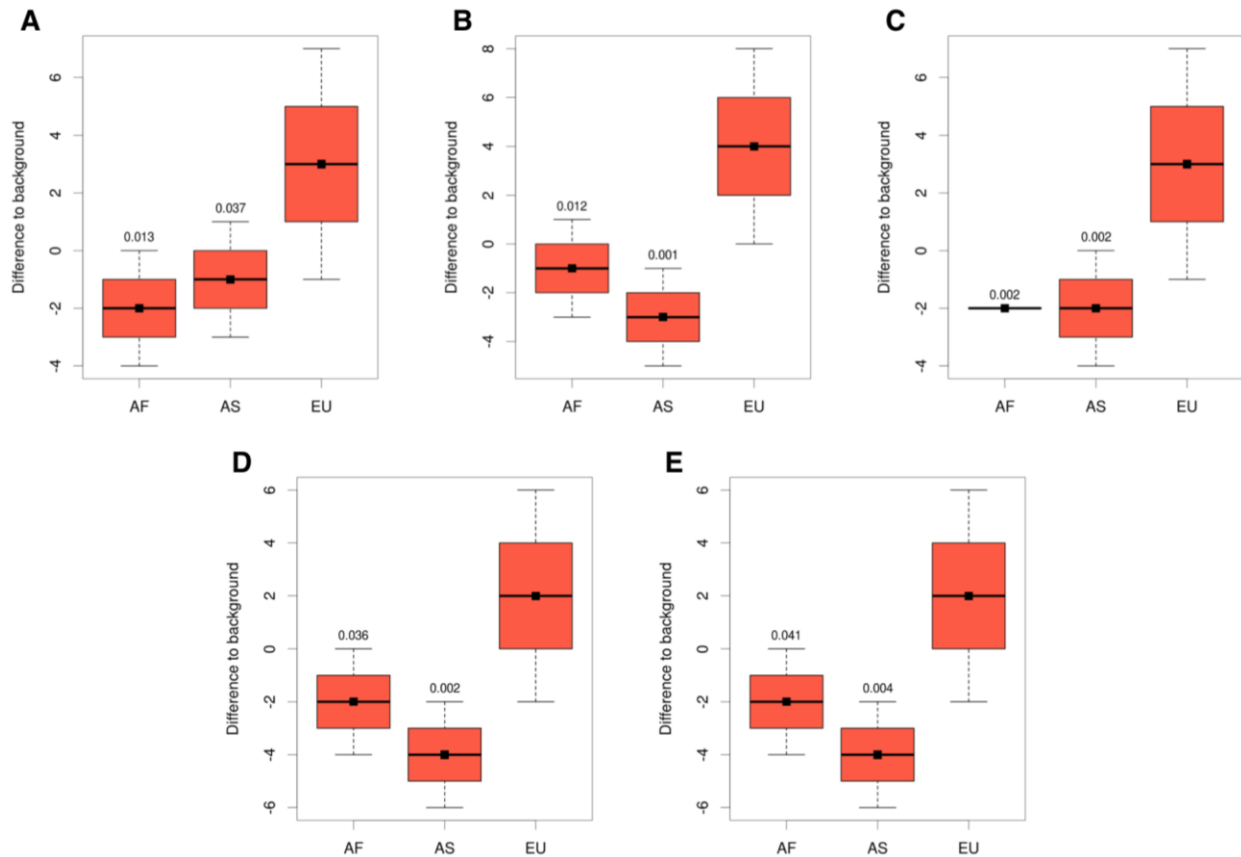 A
B
C
Difference to background
6
4
2
0
-2
-4
0.013
0.037
AF
AS
EU
Difference to background
8
6
4
2
0
-2
-4
0.012
0.001
AF
AS
EU
Difference to background
6
4
2
0
-2
-4
0.002
0.002
AF
AS
EU
D
E
Difference to background
6
4
2
0
-2
-4
-6
0.036
0.002
AF
AS
EU
Difference to background
6
4
2
0
-2
-4
-6
0.041
0.004
AF
AS
EU